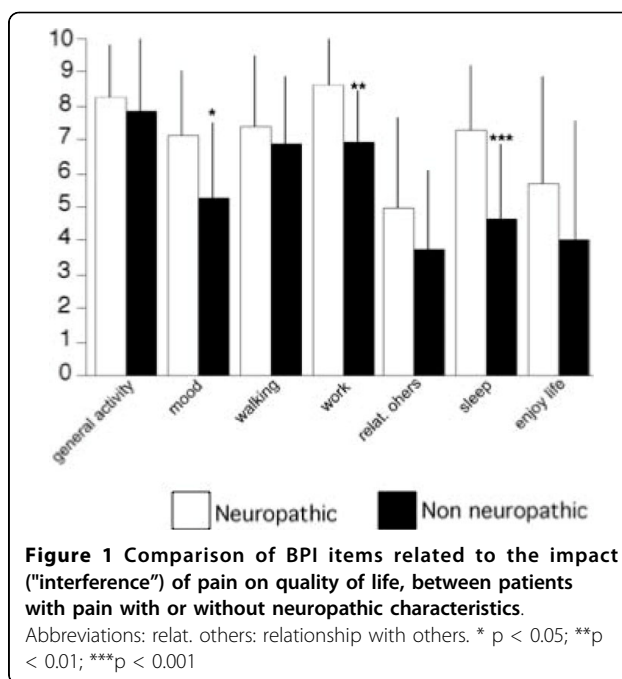 10
9
8
7
6
5
4
3
2
1
0
*
**
***
general activity
mood
walking
work
relat. ohers
sleep
enjoy life
Neuropathic
Non neuropathic
Figure 1 Comparison of BPI items related to the impact
("interference") of pain on quality of life, between patients
with pain with or without neuropathic characteristics.
Abbreviations: relat. others: relationship with others. * p < 0.05; **p
< 0.01; ***p < 0.001